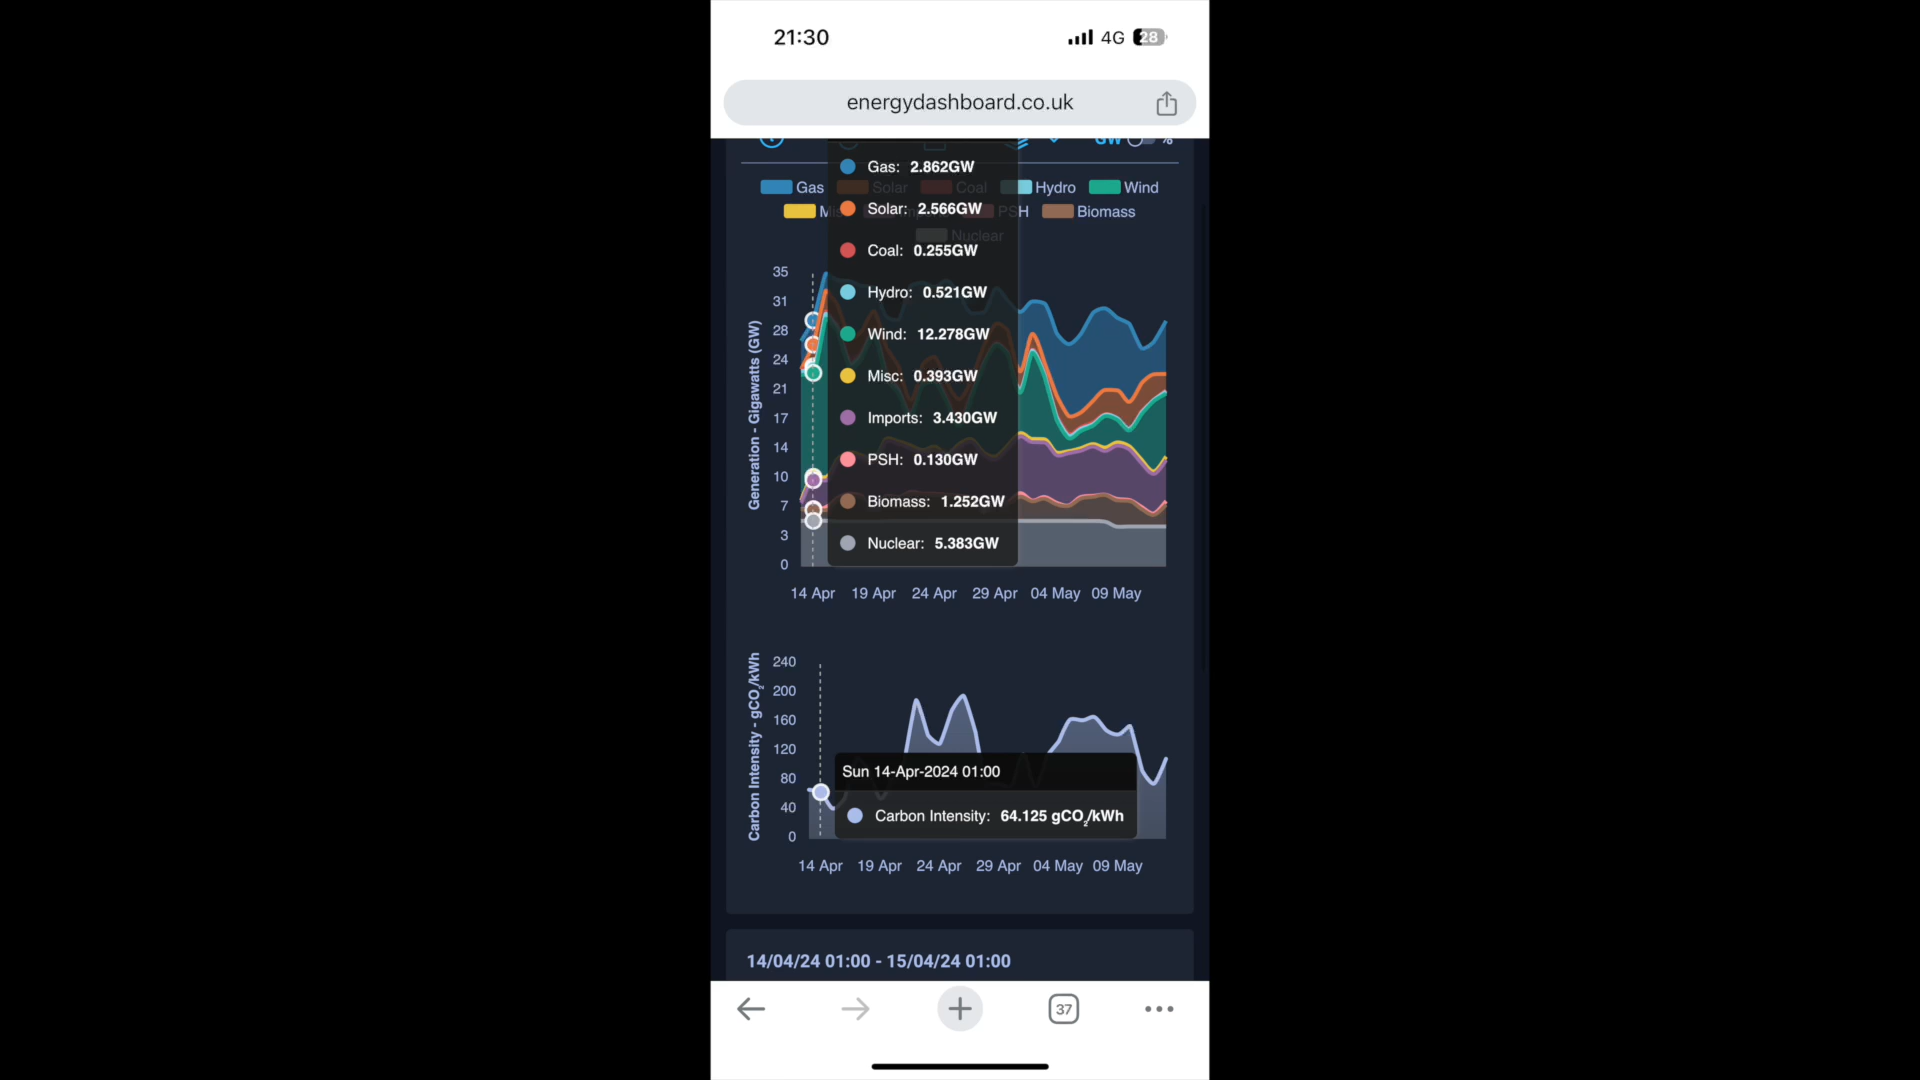 21:30
4G 28
energydashboard.co.uk
GW %
Gas Solar Coal Hydro Wind
PSH Biomass
Nuclear
Gas: 2.862GW
Solar: 2.566GW
Coal: 0.255GW
Hydro: 0.521GW
Wind: 12.278GW
Misc: 0.393GW
Imports: 3.430GW
PSH: 0.130GW
Biomass: 1.252GW
Nuclear: 5.383GW
Generation - Gigawatts (GW)
35
31
28
24
21
17
14
10
7
3
0
14 Apr 19 Apr 24 Apr 29 Apr 04 May 09 May
Carbon Intensity - gCO₂/kWh
240
200
160
120
80
40
0
Sun 14-Apr-2024 01:00
Carbon Intensity: 64.125 gCO₂/kWh
14 Apr 19 Apr 24 Apr 29 Apr 04 May 09 May
14/04/24 01:00 - 15/04/24 01:00
37